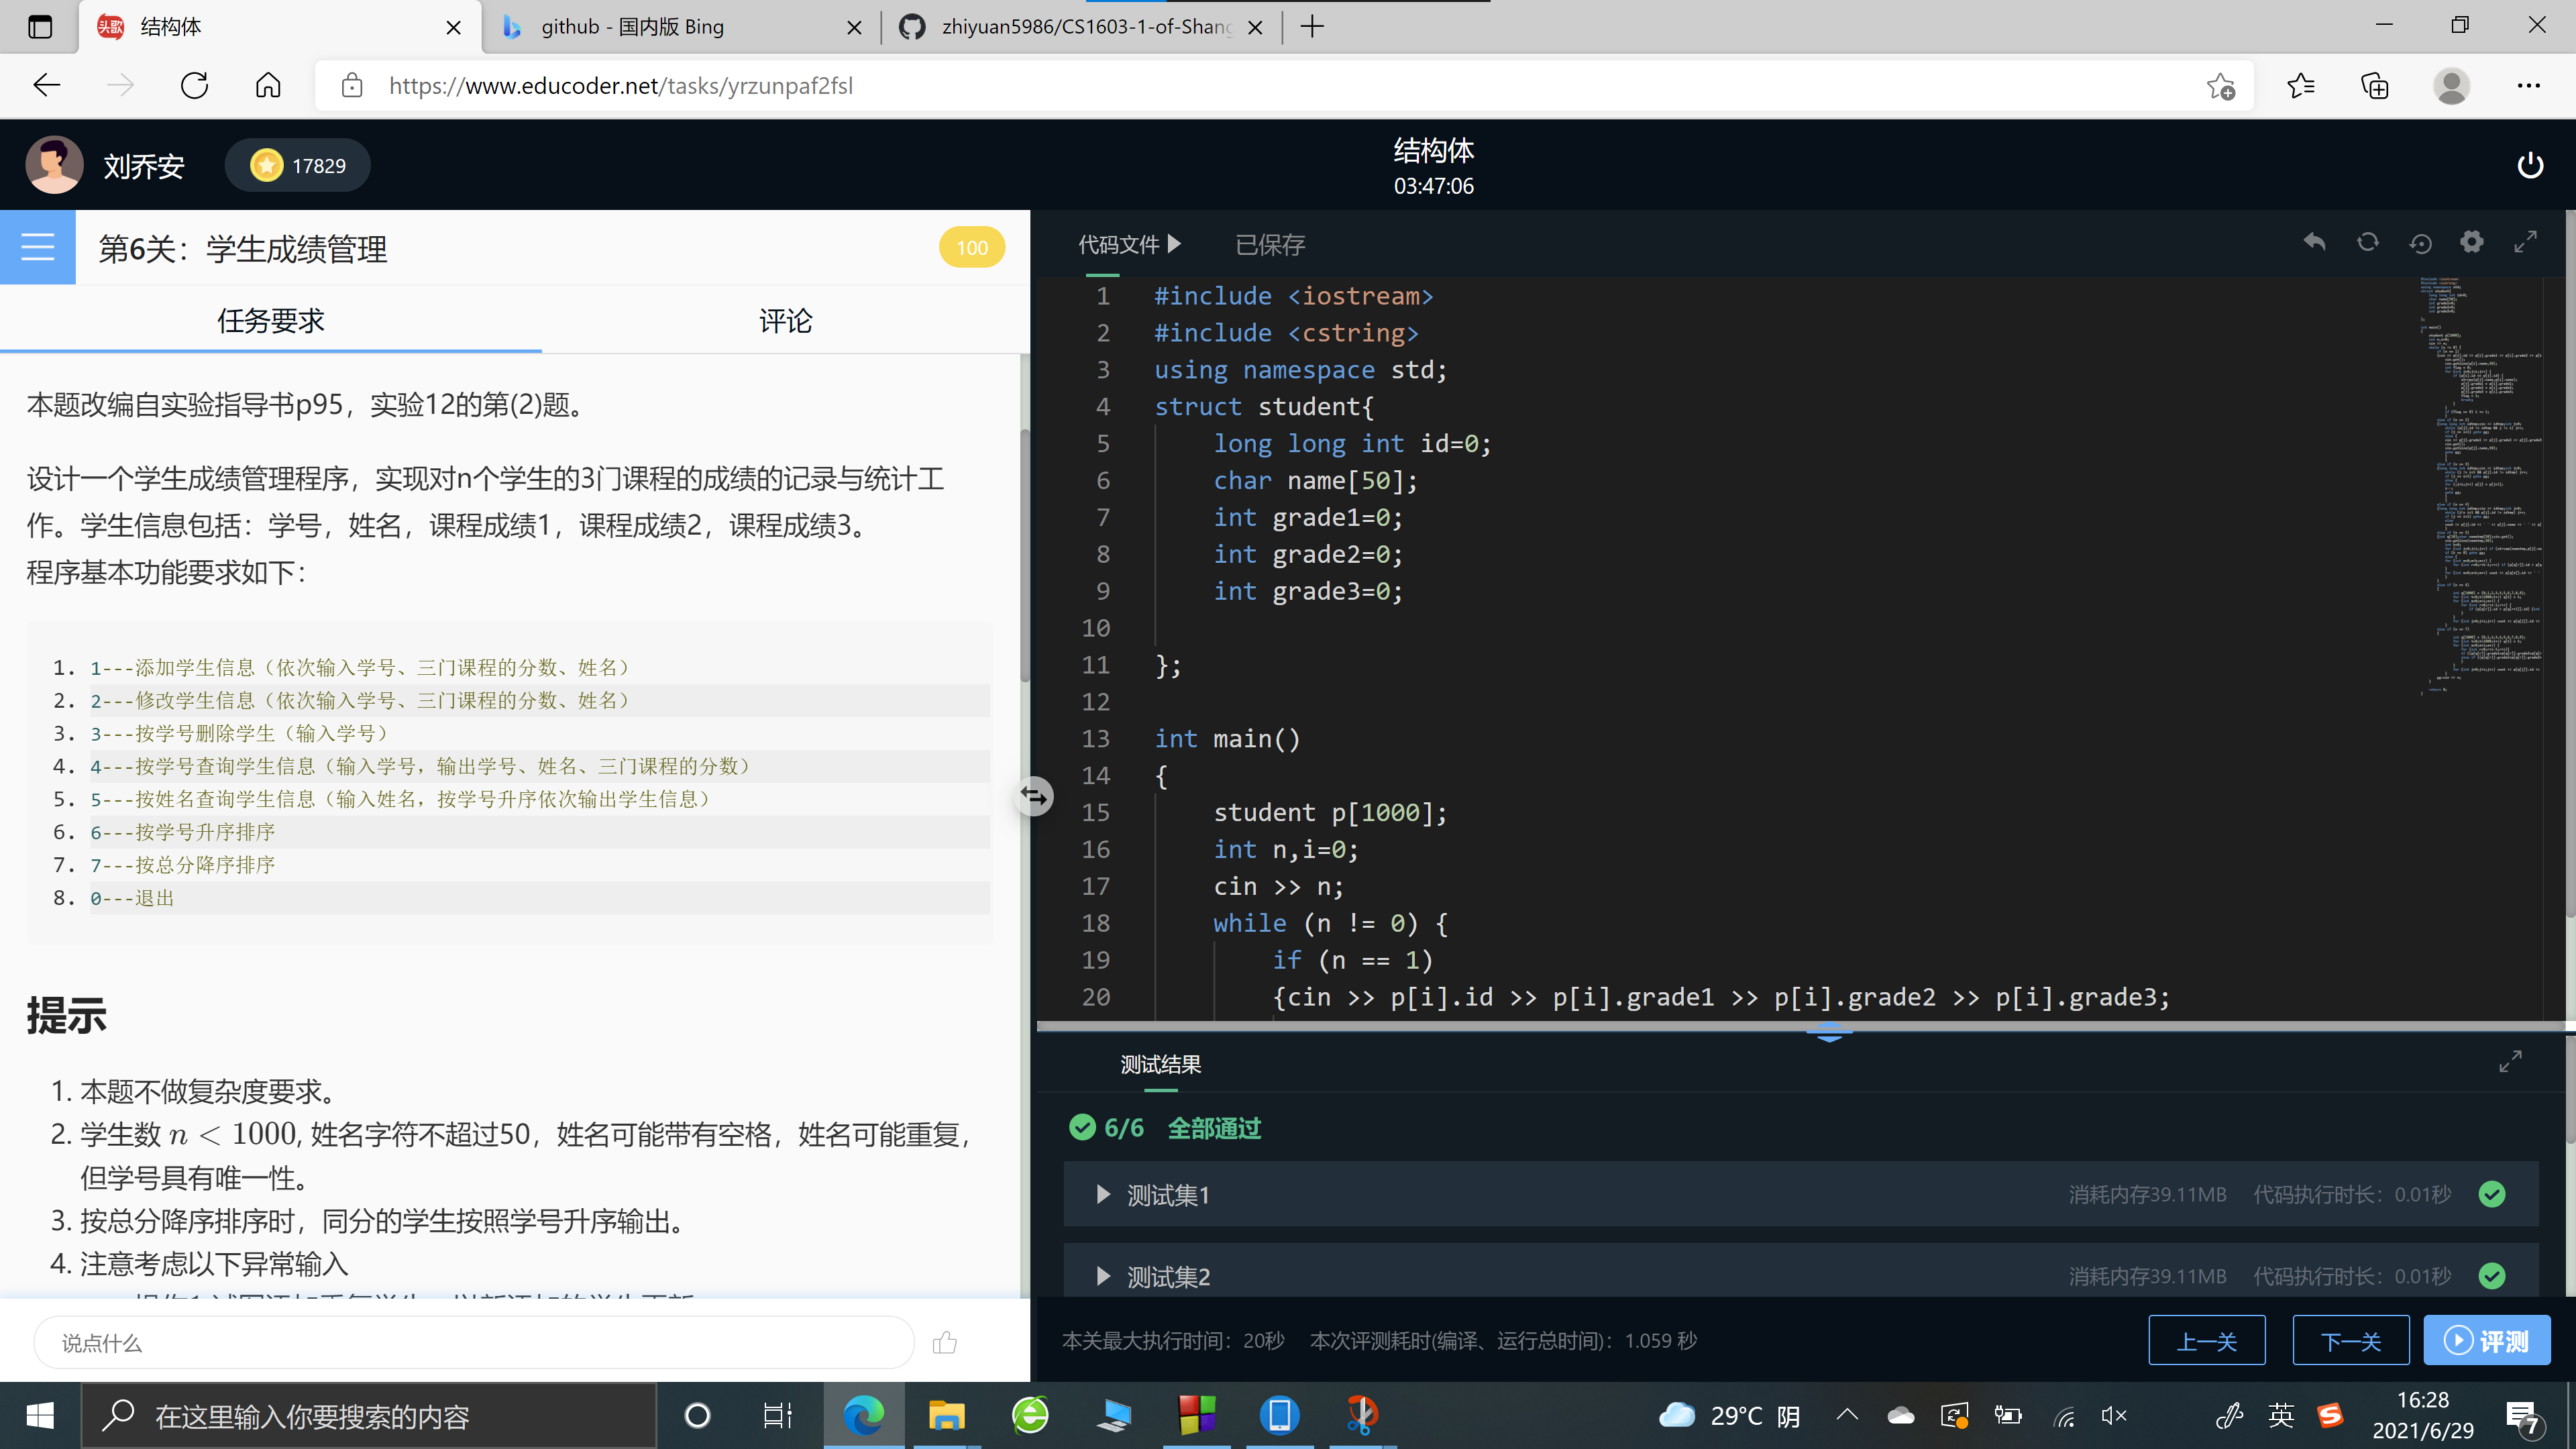 结构体
github - 国内版 Bing
zhiyuan5986/CS1603-1-of-Shang
https://www.educoder.net/tasks/yrzunpaf2fsl
刘乔安
17829
结构体
03:47:06
第6关：学生成绩管理
100
任务要求
评论
本题改编自实验指导书p95，实验12的第(2)题。
设计一个学生成绩管理程序，实现对n个学生的3门课程的成绩的记录与统计工
作。学生信息包括：学号，姓名，课程成绩1，课程成绩2，课程成绩3。
程序基本功能要求如下：
1. 1---添加学生信息（依次输入学号、三门课程的分数、姓名）
2. 2---修改学生信息（依次输入学号、三门课程的分数、姓名）
3. 3---按学号删除学生（输入学号）
4. 4---按学号查询学生信息（输入学号，输出学号、姓名、三门课程的分数）
5. 5---按姓名查询学生信息（输入姓名，按学号升序依次输出学生信息）
6. 6---按学号升序排序
7. 7---按总分降序排序
8. 0---退出
提示
1. 本题不做复杂度要求。
2. 学生数 n < 1000, 姓名字符不超过50，姓名可能带有空格，姓名可能重复，
但学号具有唯一性。
3. 按总分降序排序时，同分的学生按照学号升序输出。
4. 注意考虑以下异常输入
说点什么
代码文件
已保存
1 #include <iostream>
2 #include <cstring>
3 using namespace std;
4 struct student{
5 long long int id=0;
6 char name[50];
7 int grade1=0;
8 int grade2=0;
9 int grade3=0;
10
11 };
12
13 int main()
14 {
15 student p[1000];
16 int n,i=0;
17 cin >> n;
18 while (n != 0) {
19 if (n == 1)
20 {cin >> p[i].id >> p[i].grade1 >> p[i].grade2 >> p[i].grade3;
测试结果
6/6 全部通过
测试集1 消耗内存39.11MB 代码执行时长：0.01秒
测试集2 消耗内存39.11MB 代码执行时长：0.01秒
本关最大执行时间：20秒 本次评测耗时(编译、运行总时间)：1.059 秒
上一关
下一关
评测
在这里输入你要搜索的内容
29°C 阴
英
16:28
2021/6/29
7